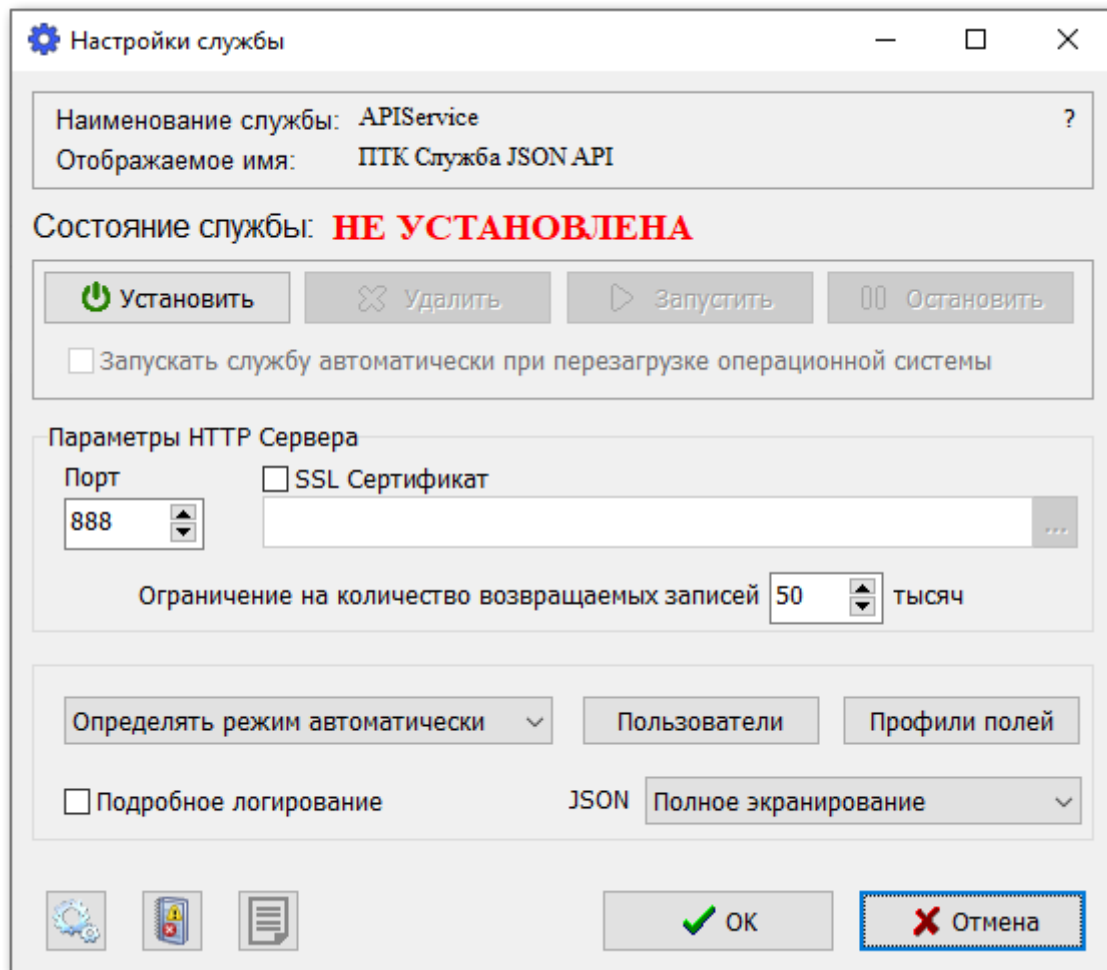 Настройки службы
Наименование службы: APIService ?
Отображаемое имя: ПТК Служба JSON API
Состояние службы: НЕ УСТАНОВЛЕНА
Установить Удалить Запустить Остановить
Запускать службу автоматически при перезагрузке операционной системы
Параметры HTTP Сервера
Порт SSL Сертификат
888 ...
Ограничение на количество возвращаемых записей 50 тысяч
Определять режим автоматически Пользователи Профили полей
Подробное логирование JSON Полное экранирование
ОК Отмена